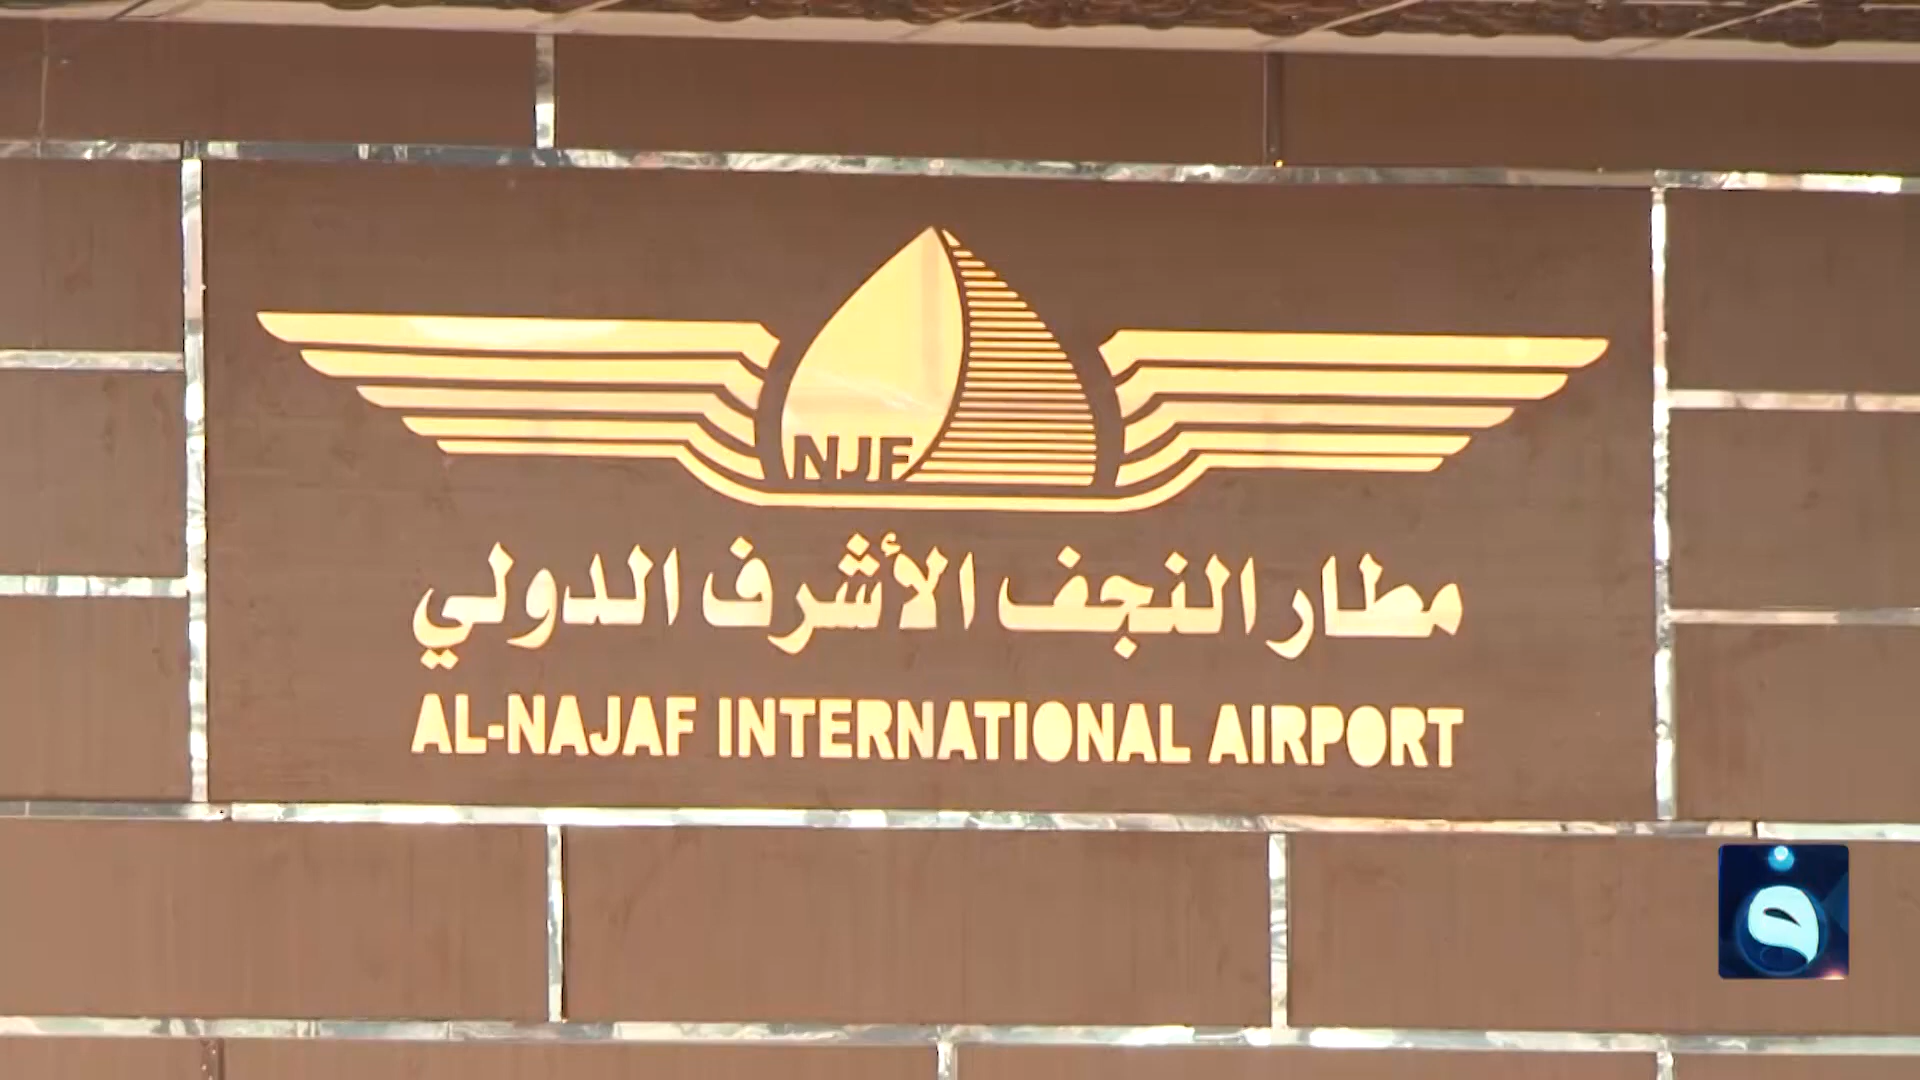 NJF
مطار النجف الأشرف الدولي
AL-NAJAF INTERNATIONAL AIRPORT